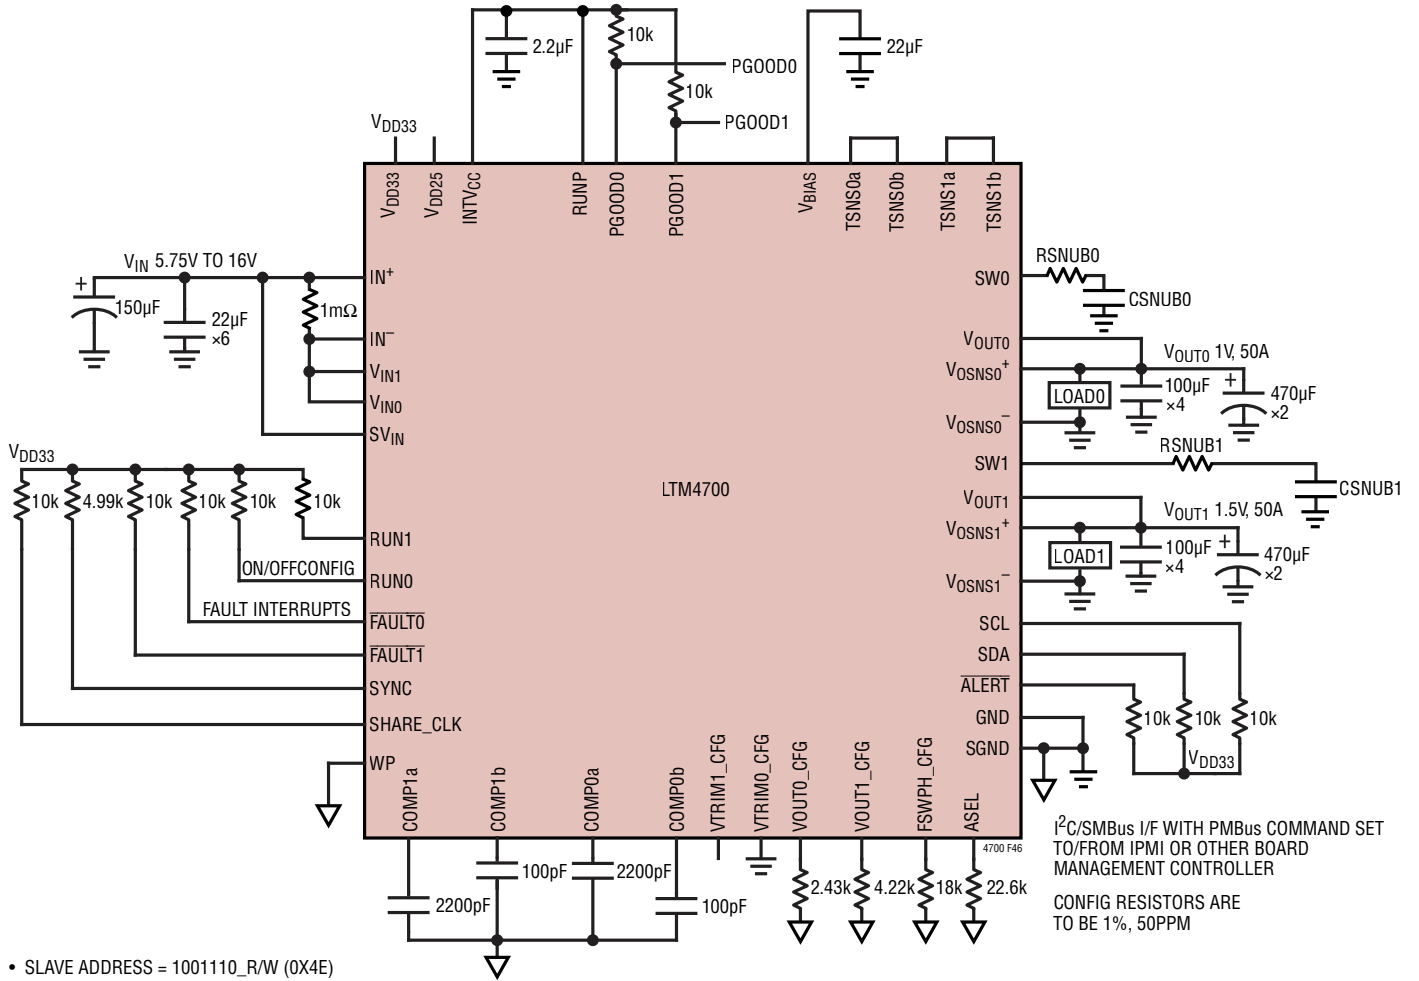 2.2µF
10k
PGOOD0
10k
PGOOD1
22µF
VDD33
VDD33
VDD25
INTVCC
RUNP
PGOOD0
PGOOD1
VBIAS
TSNS0a
TSNS0b
TSNS1a
TSNS1b
VIN 5.75V TO 16V
+
150µF
22µF
×6
1mΩ
IN+
IN–
VIN1
VIN0
SVIN
VDD33
10k
4.99k
10k
10k
10k
10k
RUN1
ON/OFFCONFIG
RUN0
FAULT INTERRUPTS
FAULT0
FAULT1
SYNC
SHARE_CLK
WP
LTM4700
SW0
RSNUB0
CSNUB0
VOUT0
VOUT0 1V, 50A
VOSNS0+
LOAD0
100µF
×4
+
470µF
×2
VOSNS0–
SW1
RSNUB1
CSNUB1
VOUT1
VOUT1 1.5V, 50A
VOSNS1+
LOAD1
100µF
×4
+
470µF
×2
VOSNS1–
SCL
SDA
ALERT
GND
SGND
10k
10k
10k
VDD33
COMP1a
COMP1b
COMP0a
COMP0b
VTRIM1_CFG
VTRIM0_CFG
VOUT0_CFG
VOUT1_CFG
FSWPH_CFG
ASEL
4700 F46
2200pF
100pF
2200pF
100pF
2.43k
4.22k
18k
22.6k
I2C/SMBus I/F WITH PMBus COMMAND SET
TO/FROM IPMI OR OTHER BOARD
MANAGEMENT CONTROLLER
CONFIG RESISTORS ARE
TO BE 1%, 50PPM
• SLAVE ADDRESS = 1001110_R/W (0X4E)